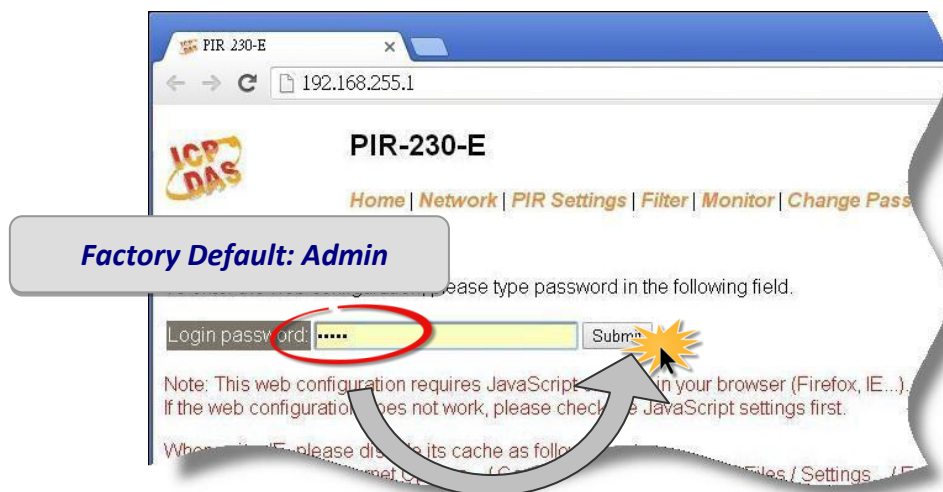 PIR 230-E
192.168.255.1
ICP DAS
PIR-230-E
Home | Network | PIR Settings | Filter | Monitor | Change Pass
Factory Default: Admin
please type password in the following field.
Login password: ••••• Submit
Note: This web configuration requires JavaScript in your browser (Firefox, IE...).
If the web configuration does not work, please check JavaScript settings first.
please its cache as
Files / Settings... /